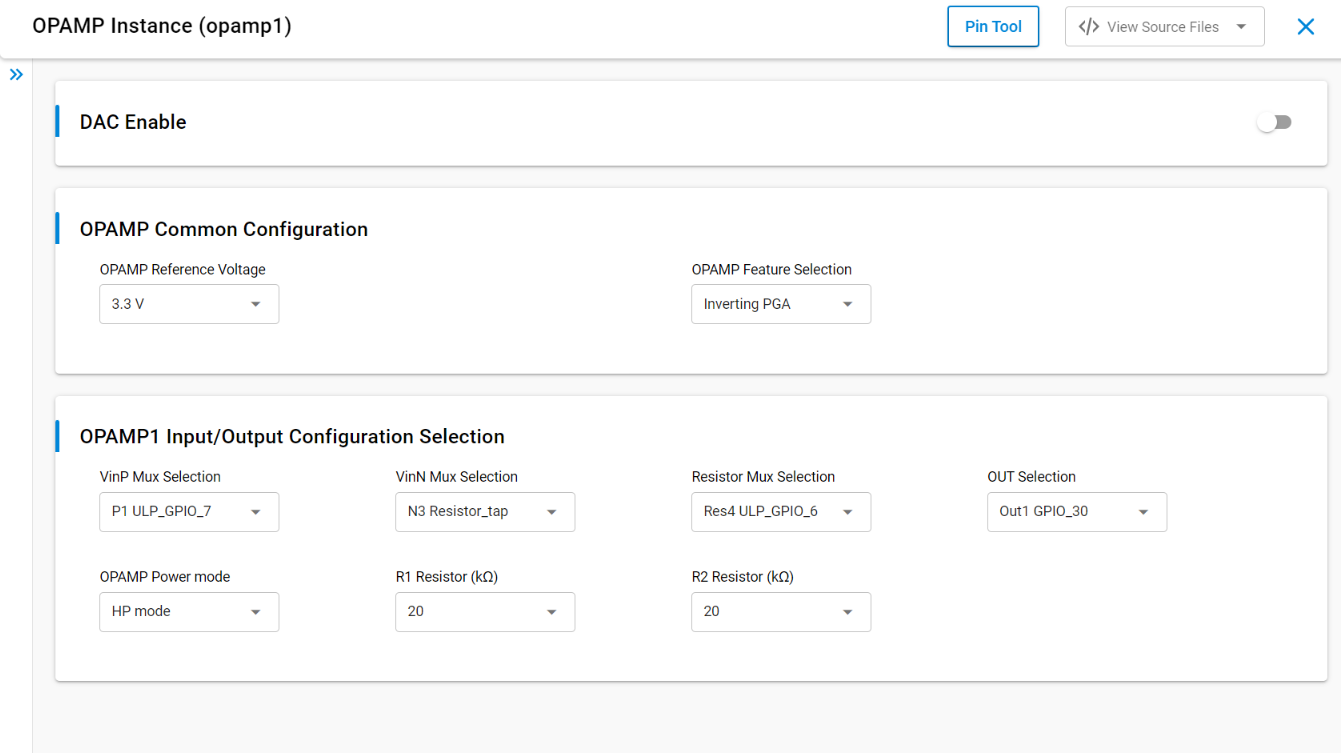 OPAMP Instance (opamp1)
Pin Tool
</> View Source Files
DAC Enable
OPAMP Common Configuration
OPAMP Reference Voltage
OPAMP Feature Selection
3.3 V
Inverting PGA
OPAMP1 Input/Output Configuration Selection
VinP Mux Selection
VinN Mux Selection
Resistor Mux Selection
OUT Selection
P1 ULP_GPIO_7
N3 Resistor_tap
Res4 ULP_GPIO_6
Out1 GPIO_30
OPAMP Power mode
R1 Resistor (kΩ)
R2 Resistor (kΩ)
HP mode
20
20